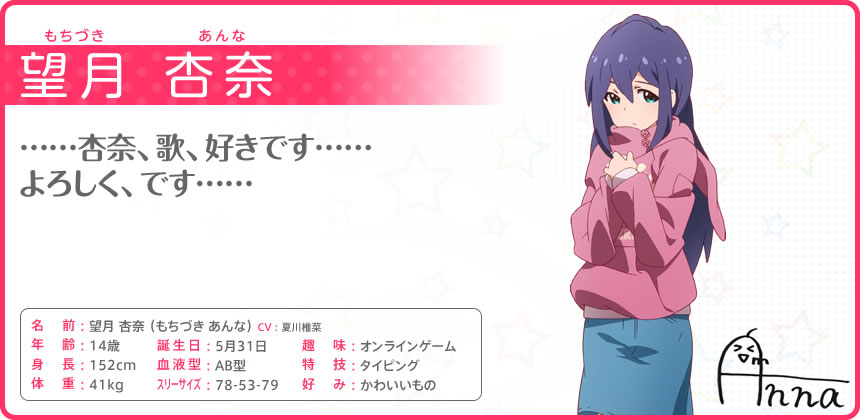 もちづき あんな
望月 杏奈
……杏奈、歌、好きです……
よろしく、です……
名 前：望月 杏奈（もちづき あんな） CV：夏川椎菜
年 齢：14歳 誕生日：5月31日 趣 味：オンラインゲーム
身 長：152cm 血液型：AB型 特 技：タイピング
体 重：41kg スリーサイズ：78-53-79 好 み：かわいいもの
Anna